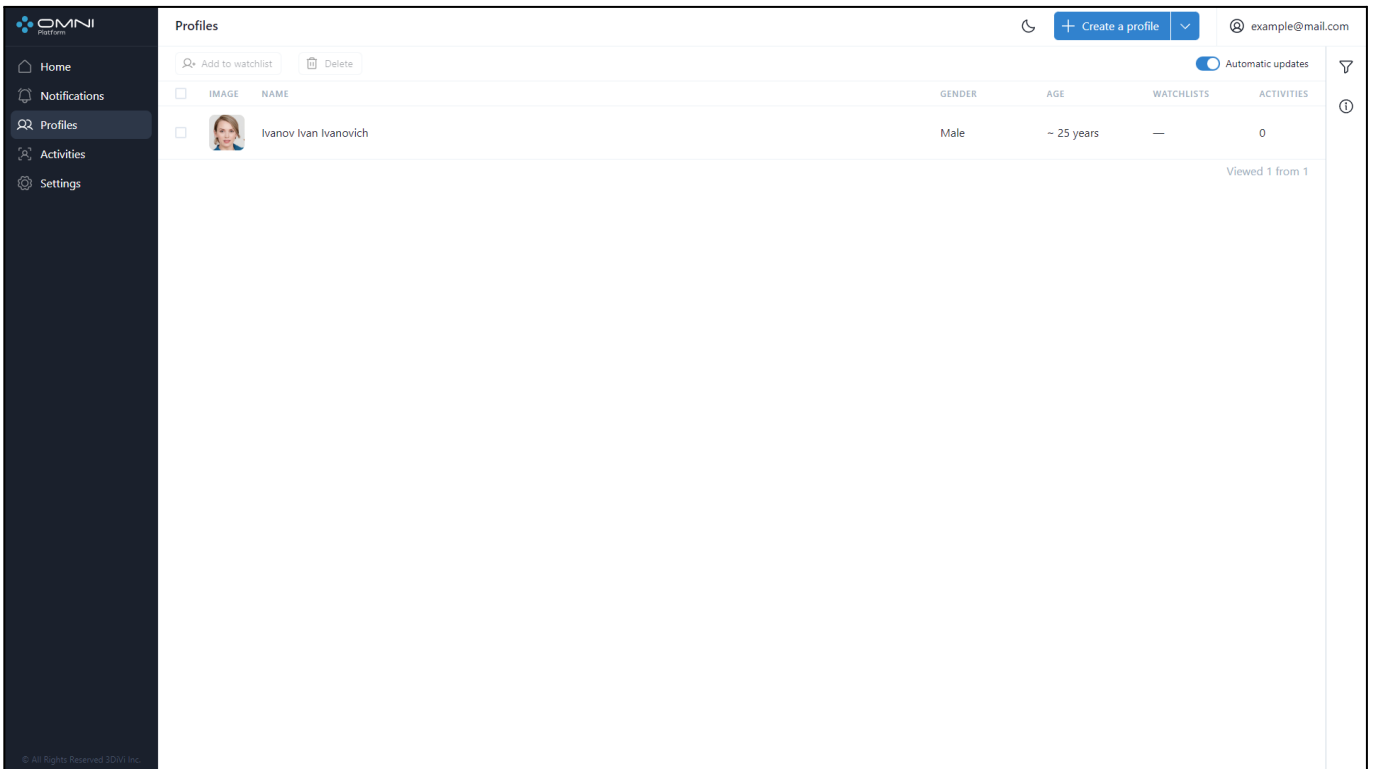 OMNI
Platform
Profiles
Create a profile
example@mail.com
Home
Notifications
Profiles
Activities
Settings
Add to watchlist
Delete
Automatic updates
IMAGE NAME GENDER AGE WATCHLISTS ACTIVITIES
Ivanov Ivan Ivanovich Male ~ 25 years — 0
Viewed 1 from 1
© All Rights Reserved 3DiVi Inc.